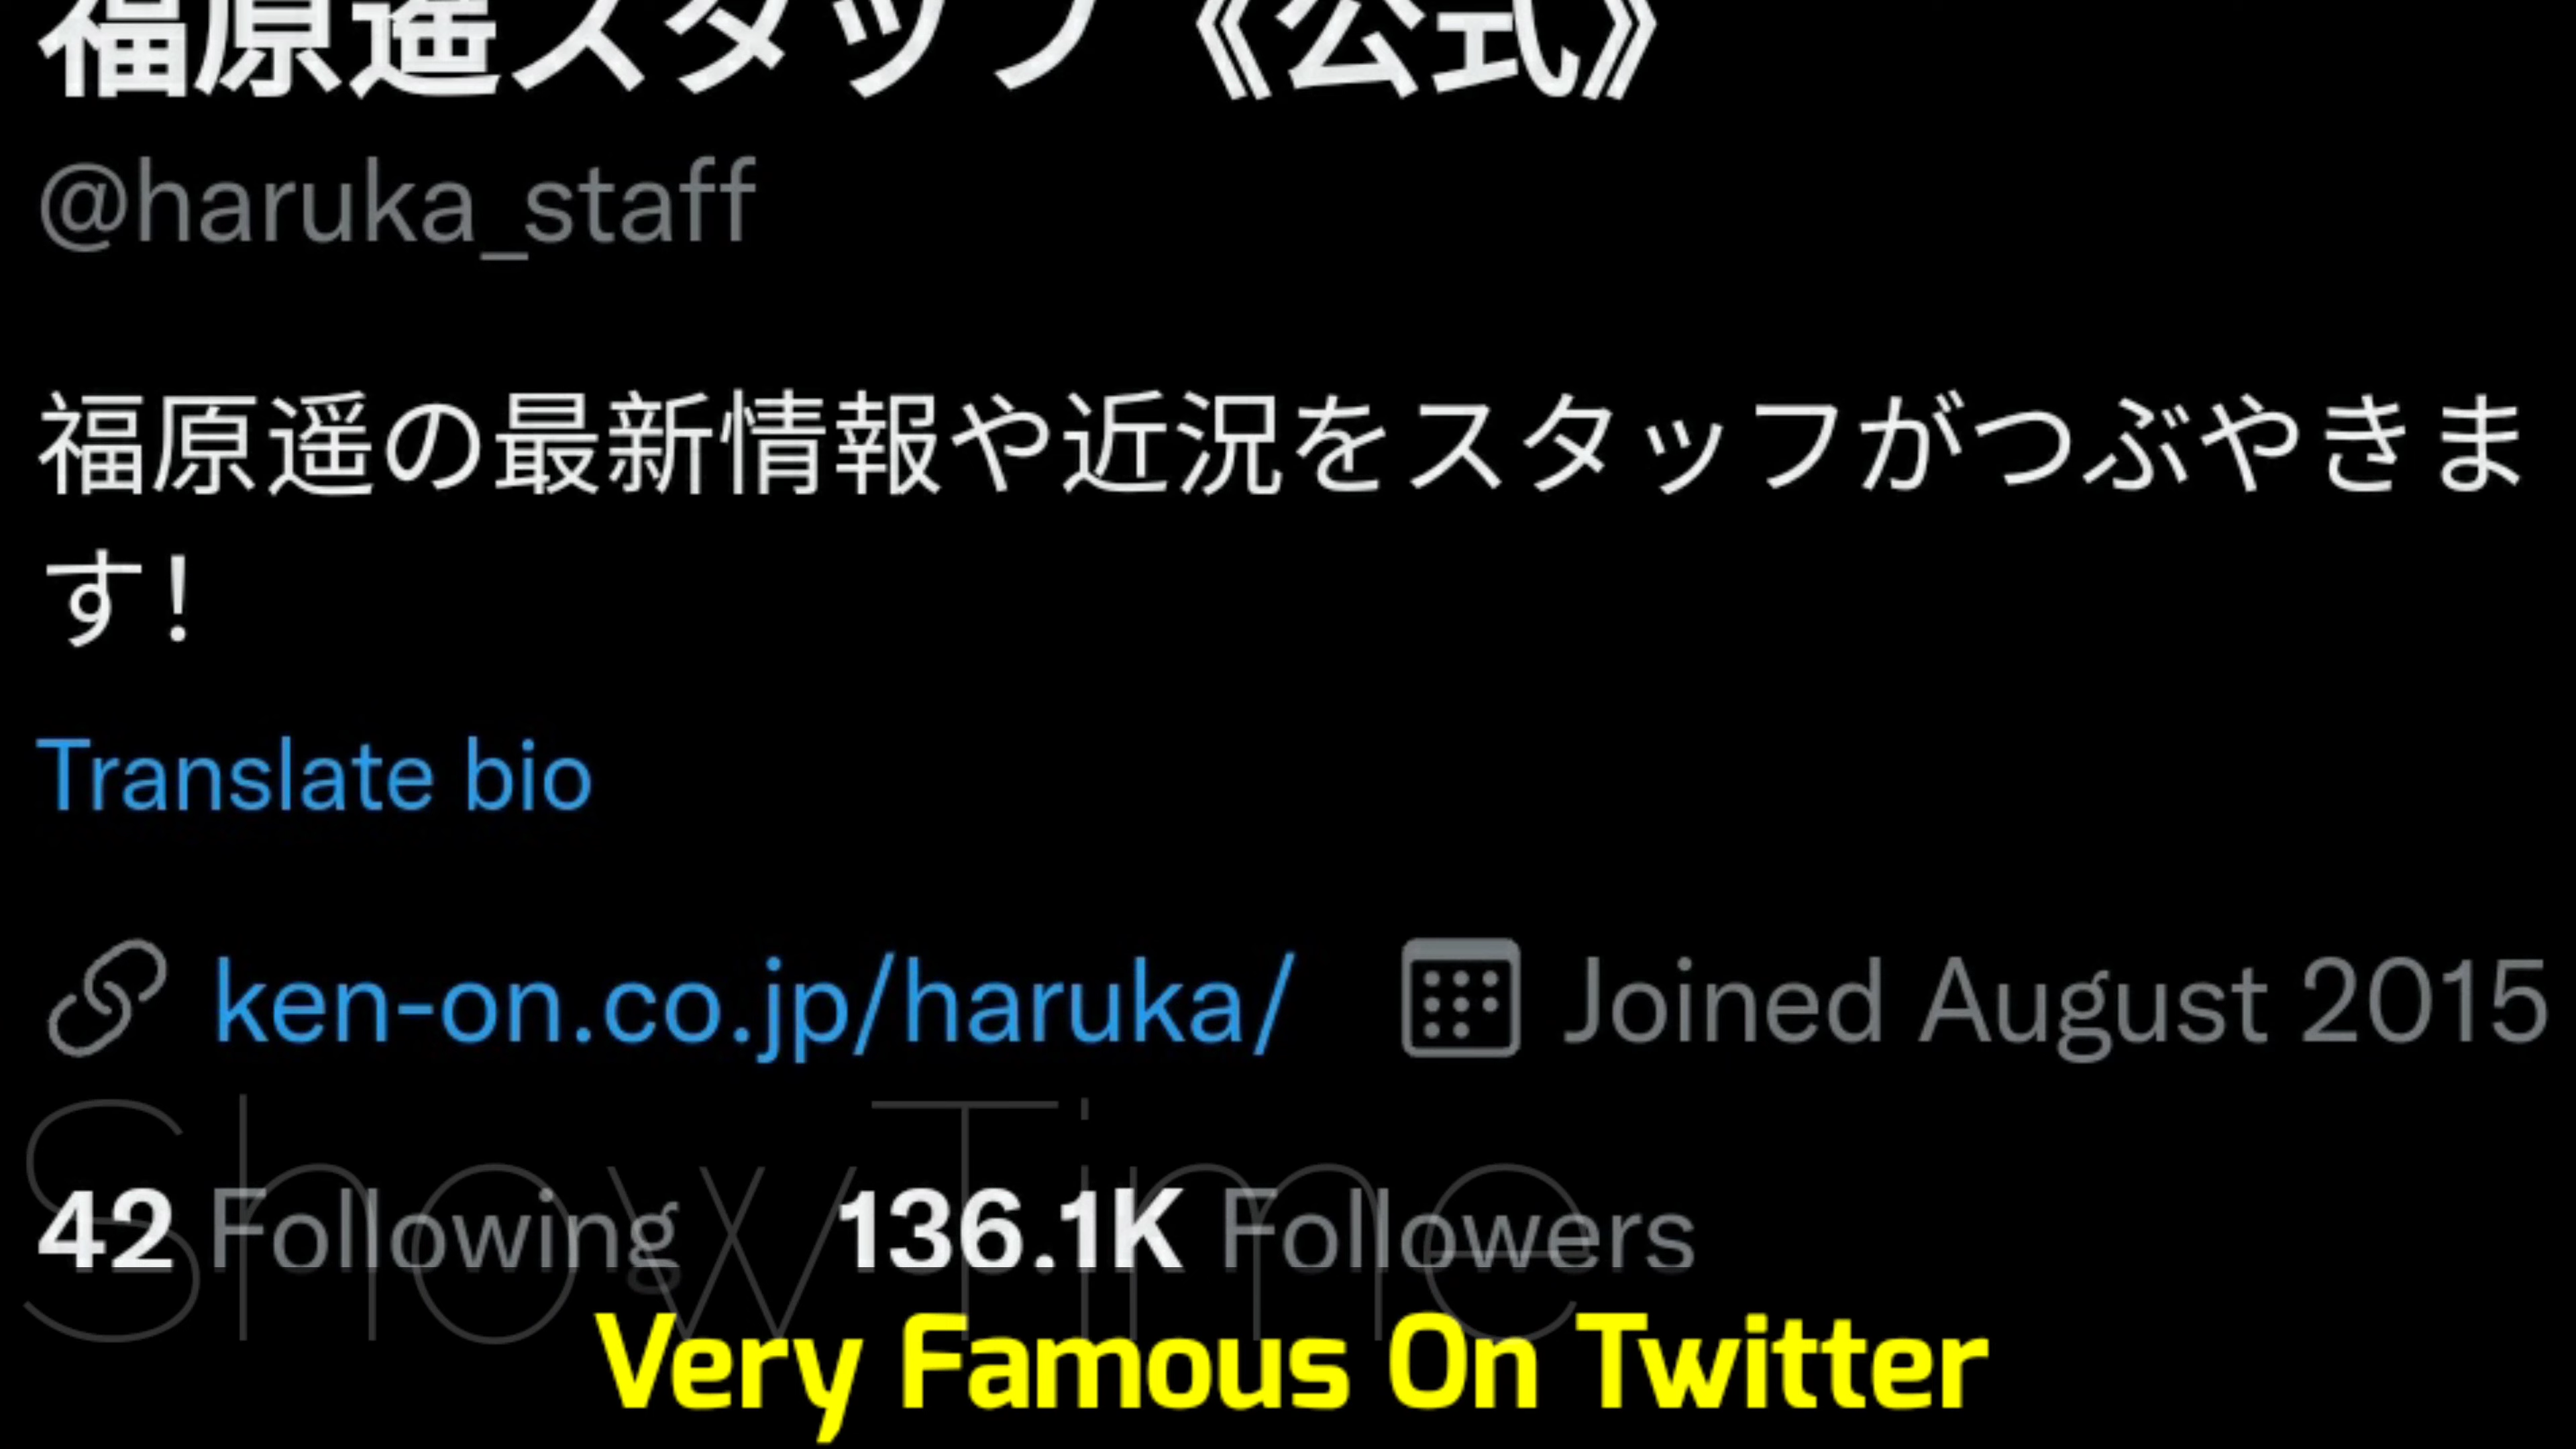 福原遥スタッフ《公式》
@haruka_staff
福原遥の最新情報や近況をスタッフがつぶやきま
す!
Translate bio
ken-on.co.jp/haruka/ Joined August 2015
Show Time
42 Following 136.1K Followers
Very Famous On Twitter